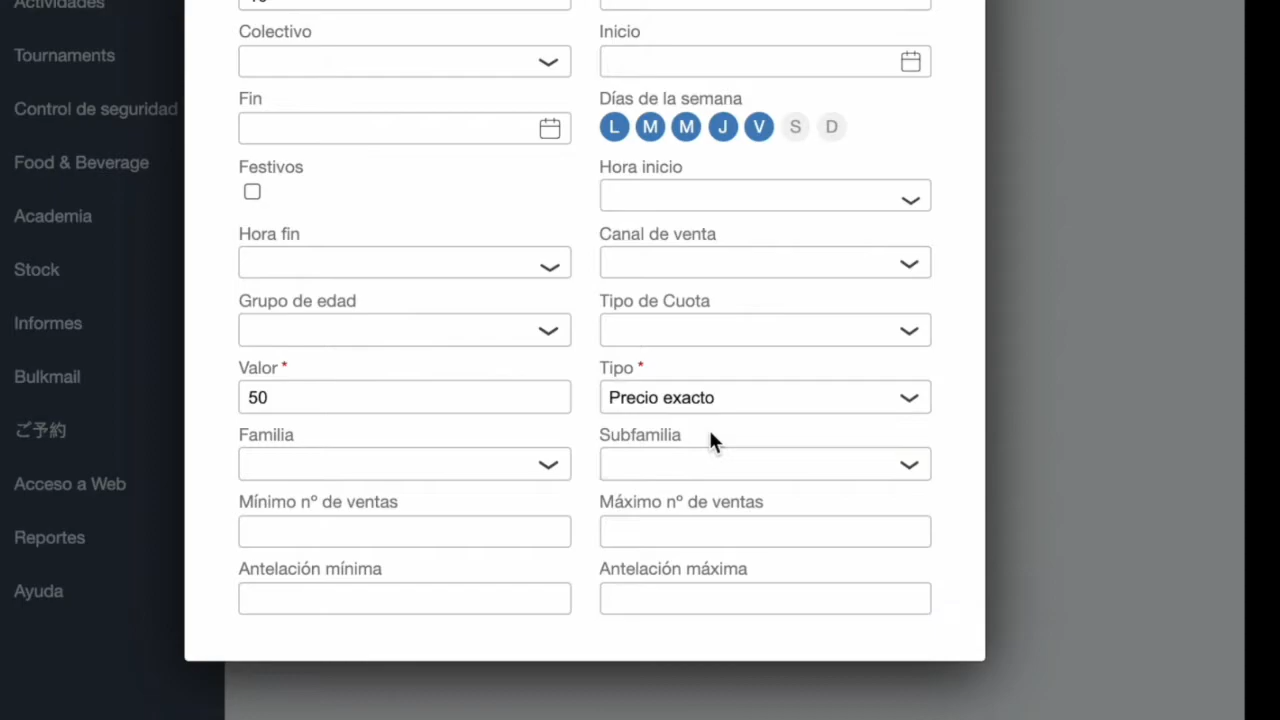 Actividades
Tournaments
Control de seguridad
Food & Beverage
Academia
Stock
Informes
Bulkmail
ご予約
Acceso a Web
Reportes
Ayuda
Colectivo
Inicio
Fin
Días de la semana
L M M J V S D
Festivos
Hora inicio
Hora fin
Canal de venta
Grupo de edad
Tipo de Cuota
Valor *
Tipo *
50
Precio exacto
Familia
Subfamilia
Mínimo nº de ventas
Máximo nº de ventas
Antelación mínima
Antelación máxima